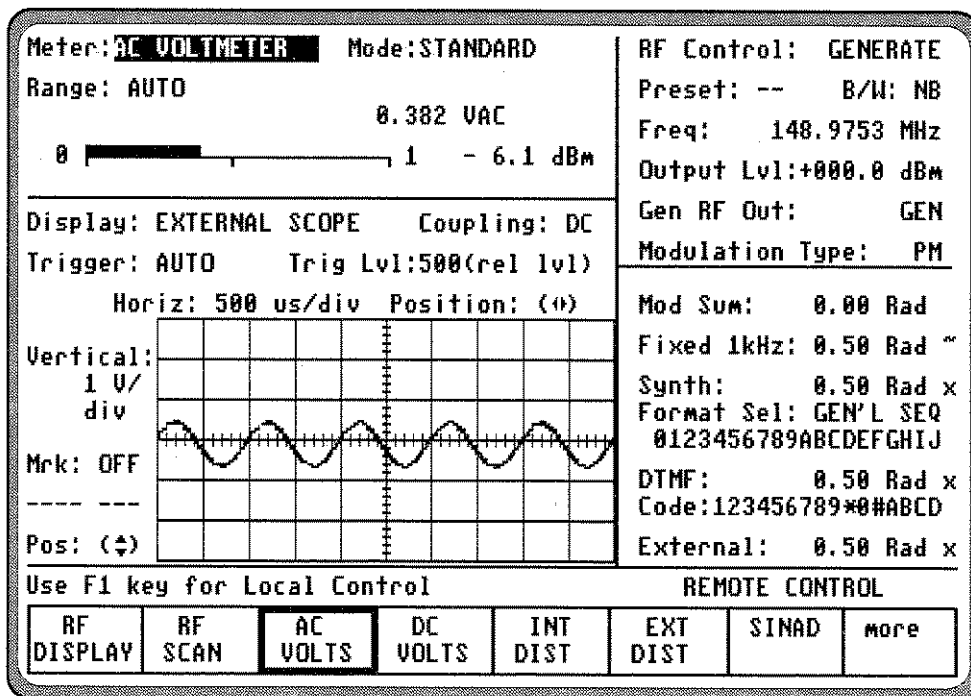 Meter:AC VOLTMETER Mode:STANDARD
Range: AUTO
0.382 VAC
0 1 - 6.1 dBm
Display: EXTERNAL SCOPE Coupling: DC
Trigger: AUTO Trig Lvl:500(rel lvl)
Horiz: 500 us/div Position: (◂▸)
Vertical:
1 V/
div
Mrk: OFF
---- ---
Pos: (▴▾)
RF Control: GENERATE
Preset: -- B/W: NB
Freq: 148.9753 MHz
Output Lvl:+000.0 dBm
Gen RF Out: GEN
Modulation Type: PM
Mod Sum: 0.00 Rad
Fixed 1kHz: 0.50 Rad ~
Synth: 0.50 Rad x
Format Sel: GEN'L SEQ
0123456789ABCDEFGHIJ
DTMF: 0.50 Rad x
Code:123456789*0#ABCD
External: 0.50 Rad x
Use F1 key for Local Control REMOTE CONTROL
RF DISPLAY
RF SCAN
AC VOLTS
DC VOLTS
INT DIST
EXT DIST
SINAD
more